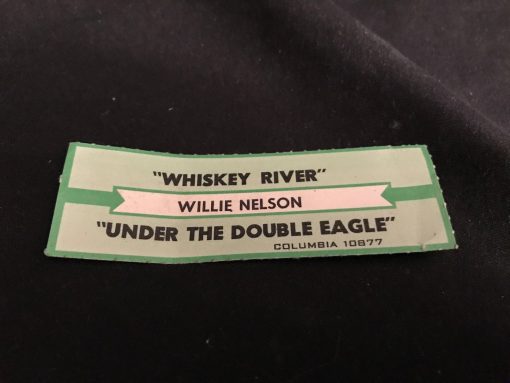 "WHISKEY RIVER"
WILLIE NELSON
"UNDER THE DOUBLE EAGLE"
COLUMBIA 10877